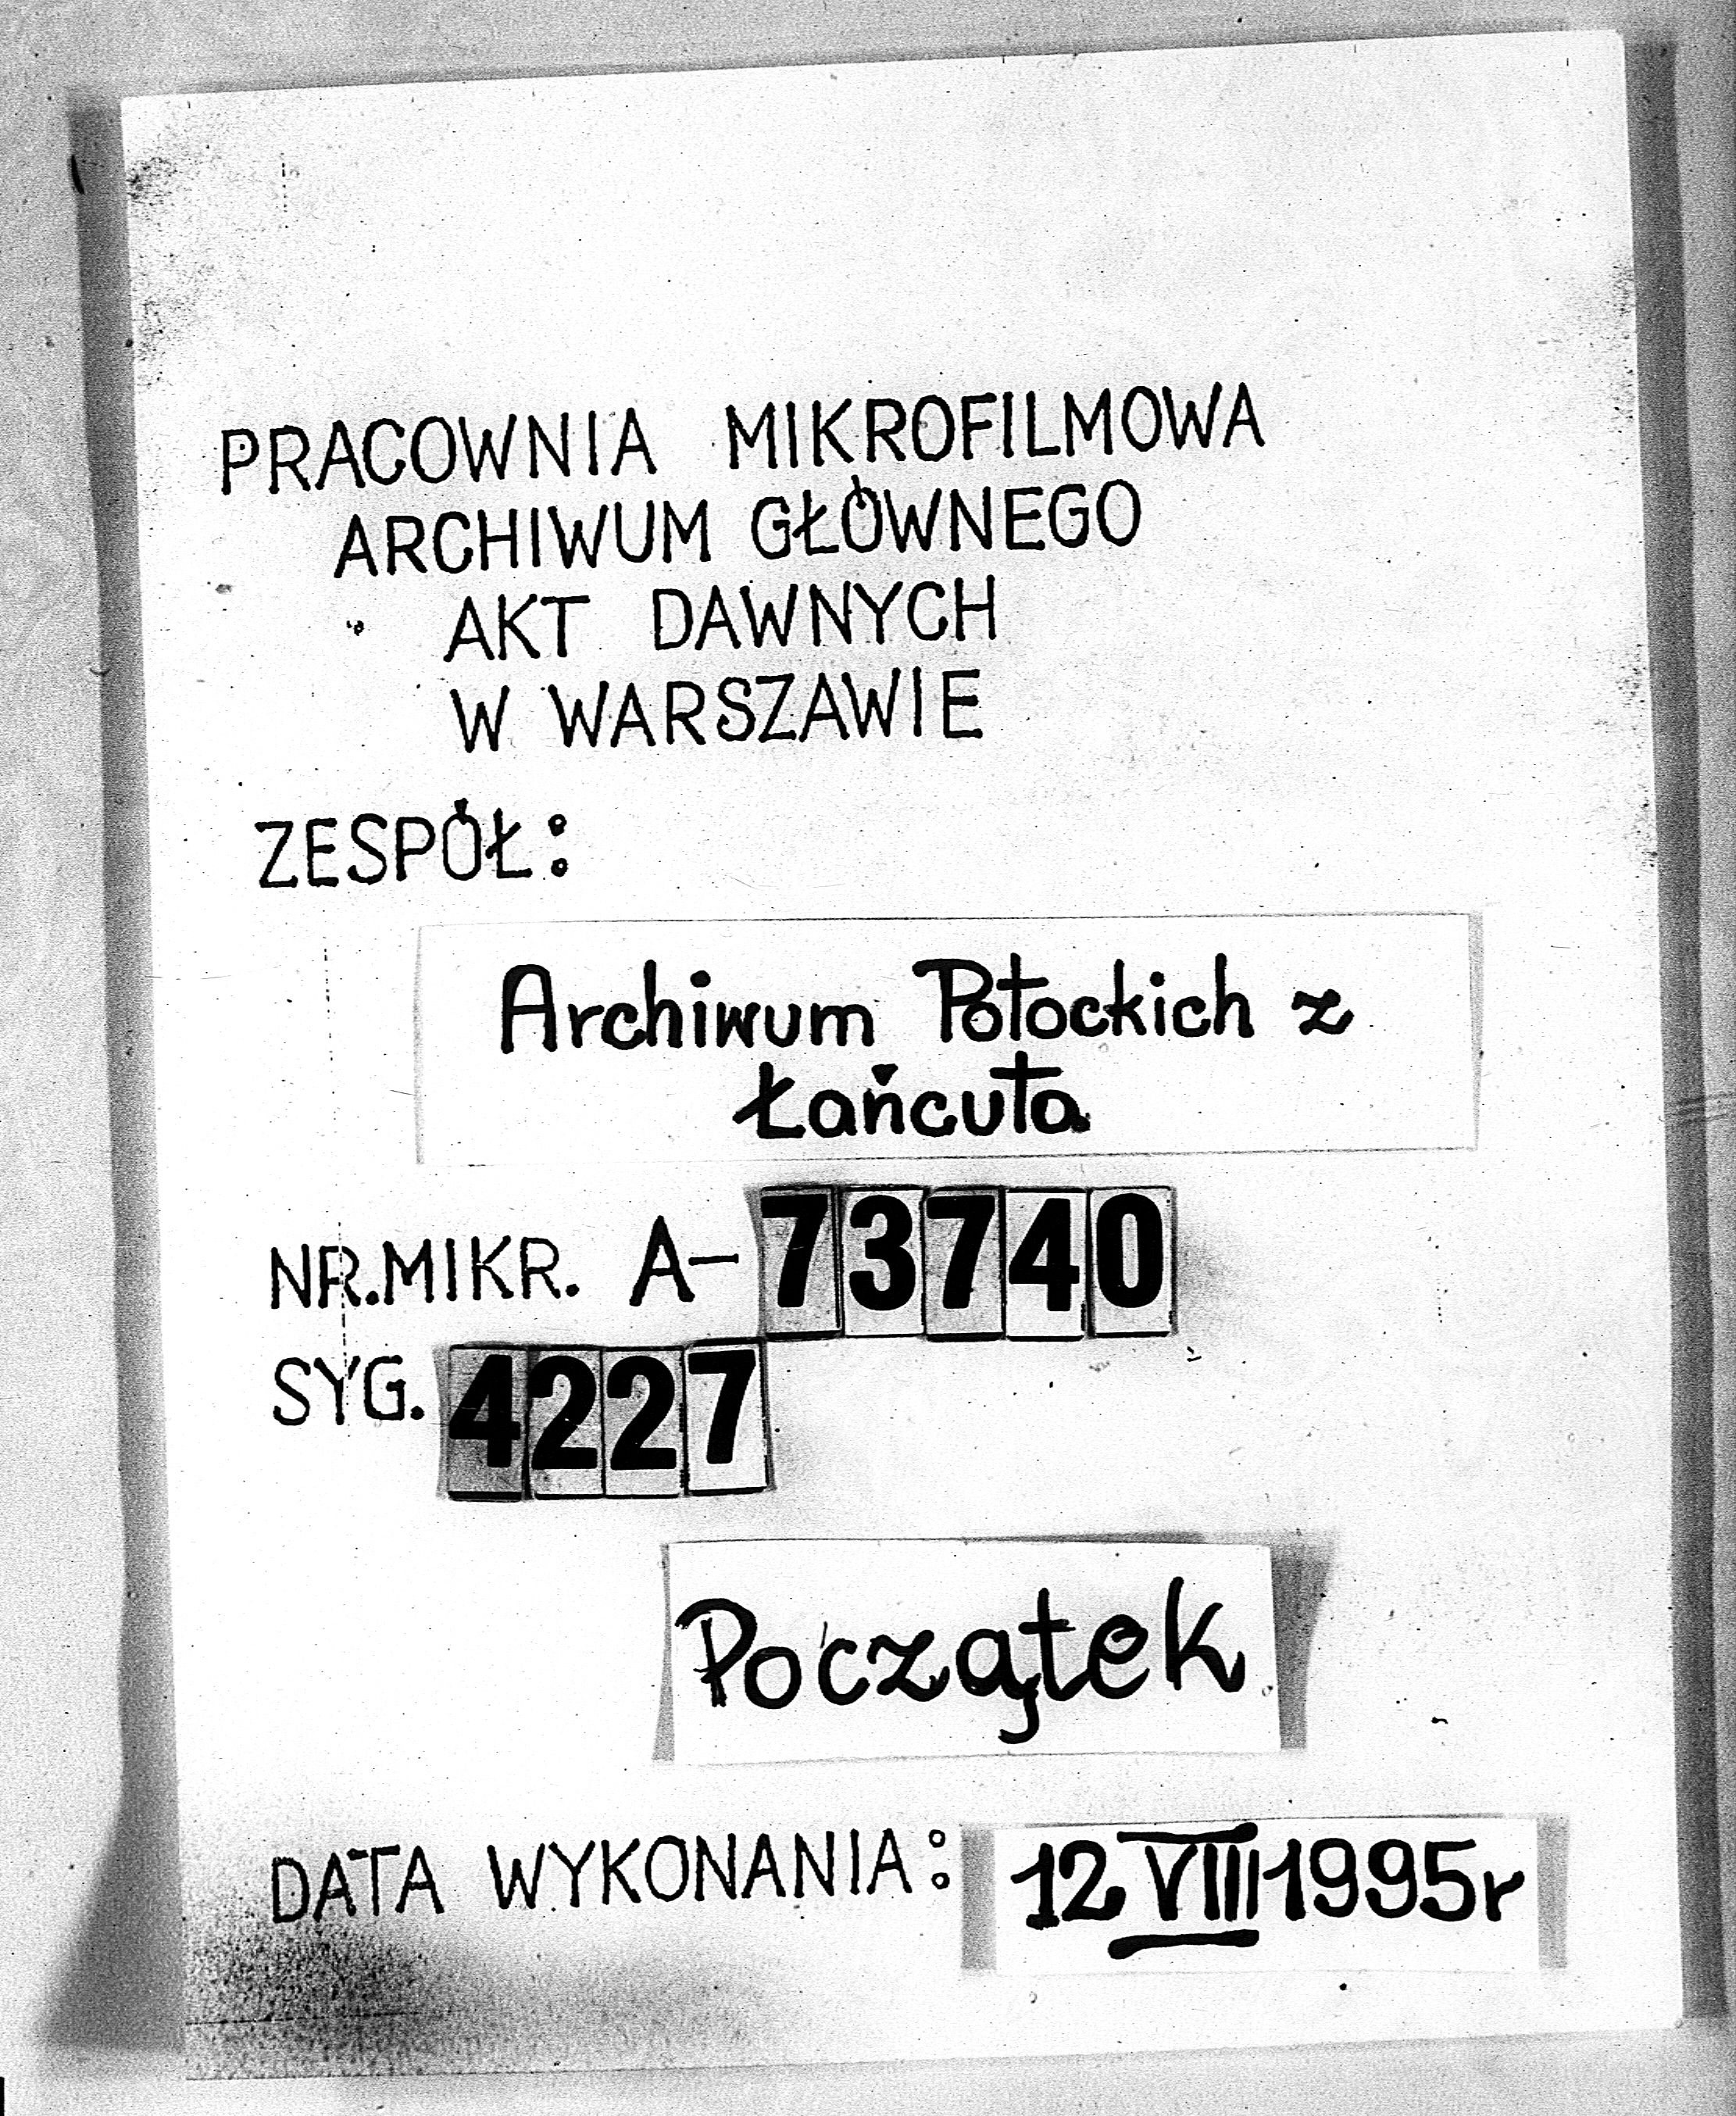 PRACOWNIA MIKROFILMOWA
ARCHIWUM GŁÓWNEGO
AKT DAWNYCH
W WARSZAWIE
ZESPÓŁ:
Archiwum Potockich z
Łańcuta
NR.MIKR. A-73740
SYG. 4227
Początek
DATA WYKONANIA: 12 VIII 1995r